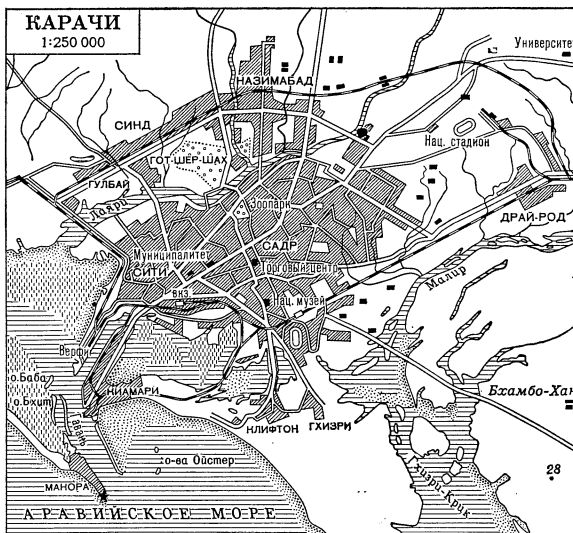 КАРАЧИ
1:250 000
Университет
НАЗИМАБАД
СИНД
Нац. стадион
ГОТ-ШЁР-ШАХ
ГУЛБАЙ
Лаяри
Зоопарк
ДРАЙ-РОД
Муниципалитет
САДР
СИТИ
Торговый центр
Малир
вкз.
Нац. музей
Верфи
о. Баба
НИАМАРИ
о. Бхит
Бхамбо-Хан
Гавань
КЛИФТОН
ГХИЗРИ
о-ва Ойстер
Гхизри-Крик
28
МАНОРА
АРАВИЙСКОЕ МОРЕ